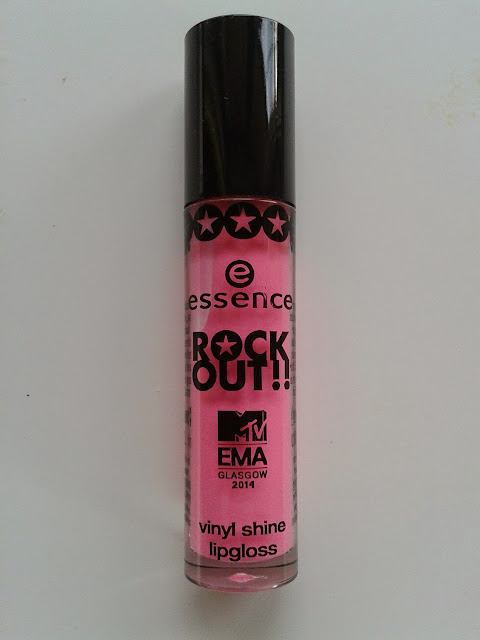 e
essence
ROCK
OUT!!
MTV
EMA
GLASGOW
2014
vinyl shine
lipgloss